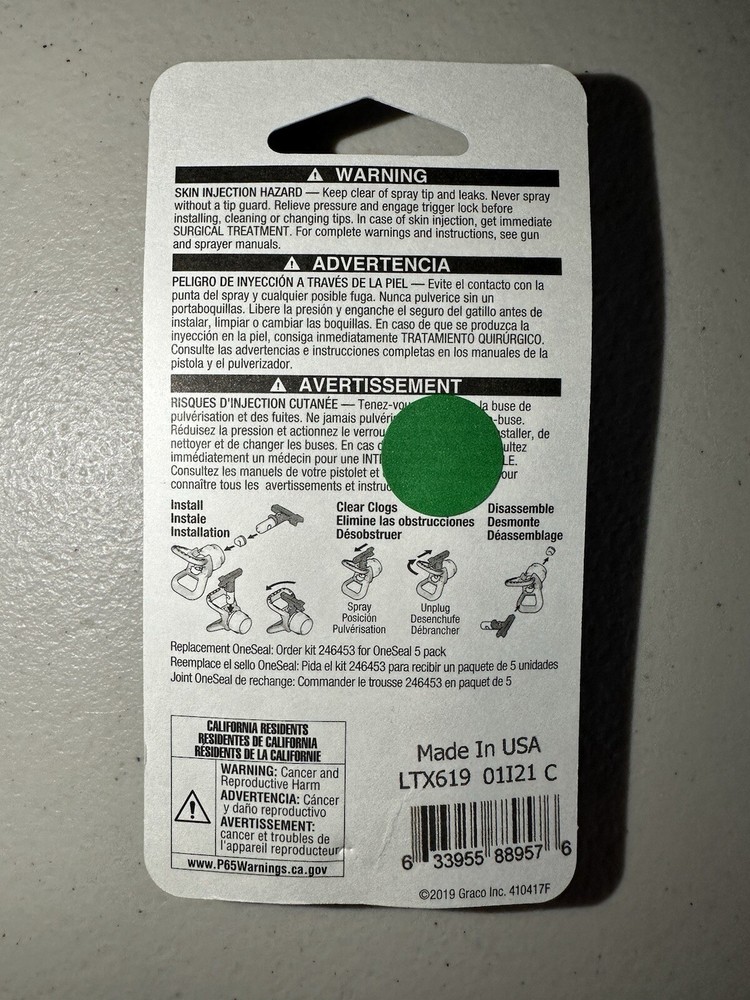 WARNING
SKIN INJECTION HAZARD — Keep clear of spray tip and leaks. Never spray
without a tip guard. Relieve pressure and engage trigger lock before
installing, cleaning or changing tips. In case of skin injection, get immediate
SURGICAL TREATMENT. For complete warnings and instructions, see gun
and sprayer manuals.
ADVERTENCIA
PELIGRO DE INYECCIÓN A TRAVÉS DE LA PIEL — Evite el contacto con la
punta del spray y cualquier posible fuga. Nunca pulverice sin un
portaboquillas. Libere la presión y enganche el seguro del gatillo antes de
instalar, limpiar o cambiar las boquillas. En caso de que se produzca la
inyección en la piel, consiga inmediatamente TRATAMIENTO QUIRÚRGICO.
Consulte las advertencias e instrucciones completas en los manuales de la
pistola y el pulverizador.
AVERTISSEMENT
RISQUES D'INJECTION CUTANÉE — Tenez-vou la buse de
pulvérisation et des fuites. Ne jamais pulvéri -buse.
Réduisez la pression et actionnez le verrou staller, de
nettoyer et de changer les buses. En cas d ultez
immédiatement un médecin pour une INT LE.
Consultez les manuels de votre pistolet et our
connaître tous les avertissements et instruc
Install
Instale
Installation
Clear Clogs
Elimine las obstrucciones
Désobstruer
Disassemble
Desmonte
Déassemblage
Spray
Posición
Pulvérisation
Unplug
Desenchufe
Débrancher
Replacement OneSeal: Order kit 246453 for OneSeal 5 pack
Reemplace el sello OneSeal: Pida el kit 246453 para recibir un paquete de 5 unidades
Joint OneSeal de rechange: Commander le trousse 246453 en paquet de 5
CALIFORNIA RESIDENTS
RESIDENTES DE CALIFORNIA
RÉSIDENTS DE LA CALIFORNIE
WARNING: Cancer and
Reproductive Harm
ADVERTENCIA: Cáncer
y daño reproductivo
AVERTISSEMENT:
cancer et troubles de
l'appareil reproducteur
www.P65Warnings.ca.gov
Made In USA
LTX619 01I21 C
6 33955 88957 6
©2019 Graco Inc. 410417F